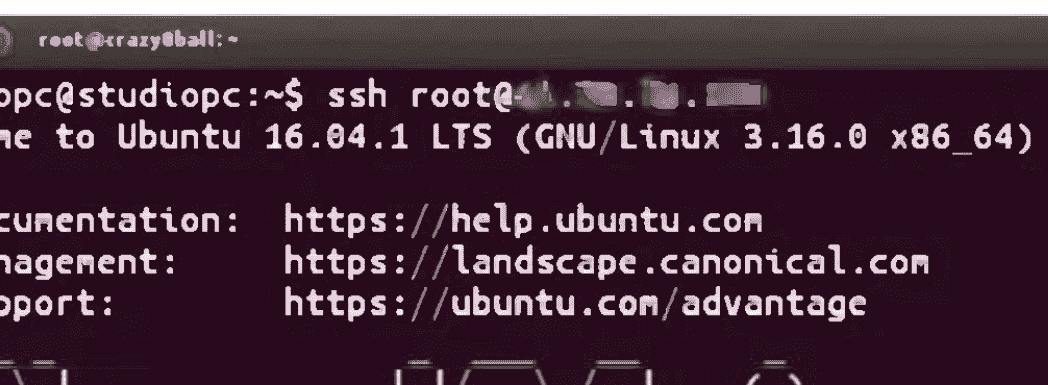 root@crazy8ball: ~
opc@studiopc:~$ ssh root@
me to Ubuntu 16.04.1 LTS (GNU/Linux 3.16.0 x86_64)
cumentation: https://help.ubuntu.com
nagement: https://landscape.canonical.com
pport: https://ubuntu.com/advantage